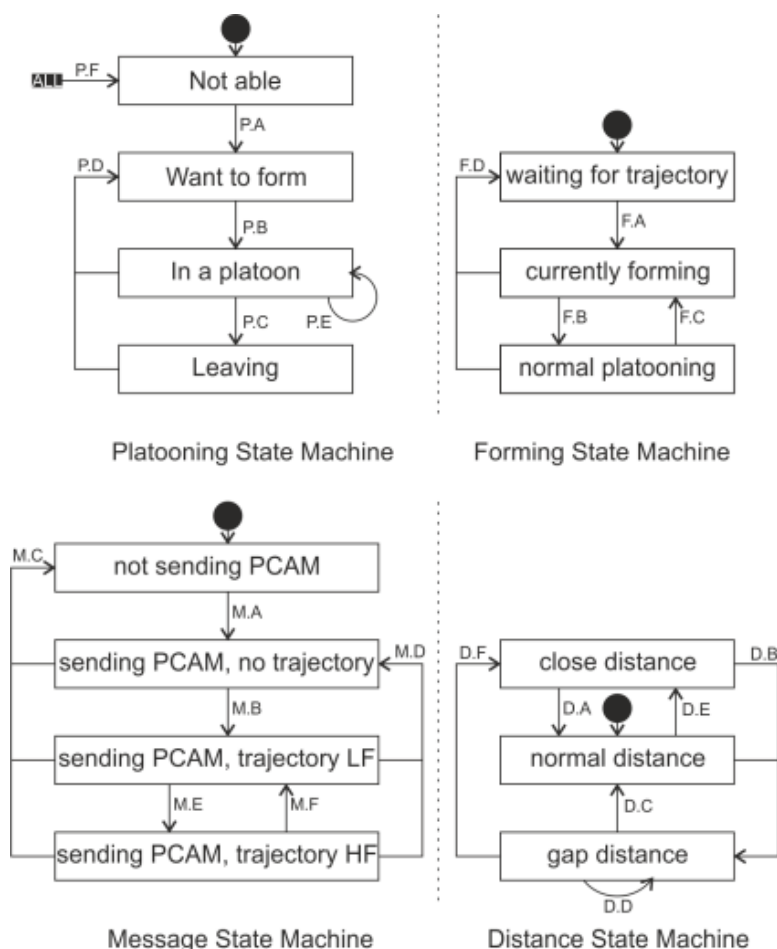 Not able
ALL
P.F
P.A
P.D
Want to form
P.B
In a platoon
P.C
P.E
Leaving
Platooning State Machine
waiting for trajectory
F.D
F.A
currently forming
F.B
F.C
normal platooning
Forming State Machine
M.C
not sending PCAM
M.A
sending PCAM, no trajectory
M.D
M.B
sending PCAM, trajectory LF
M.E
M.F
sending PCAM, trajectory HF
Message State Machine
D.F
close distance
D.B
D.A
D.E
normal distance
D.C
gap distance
D.D
Distance State Machine